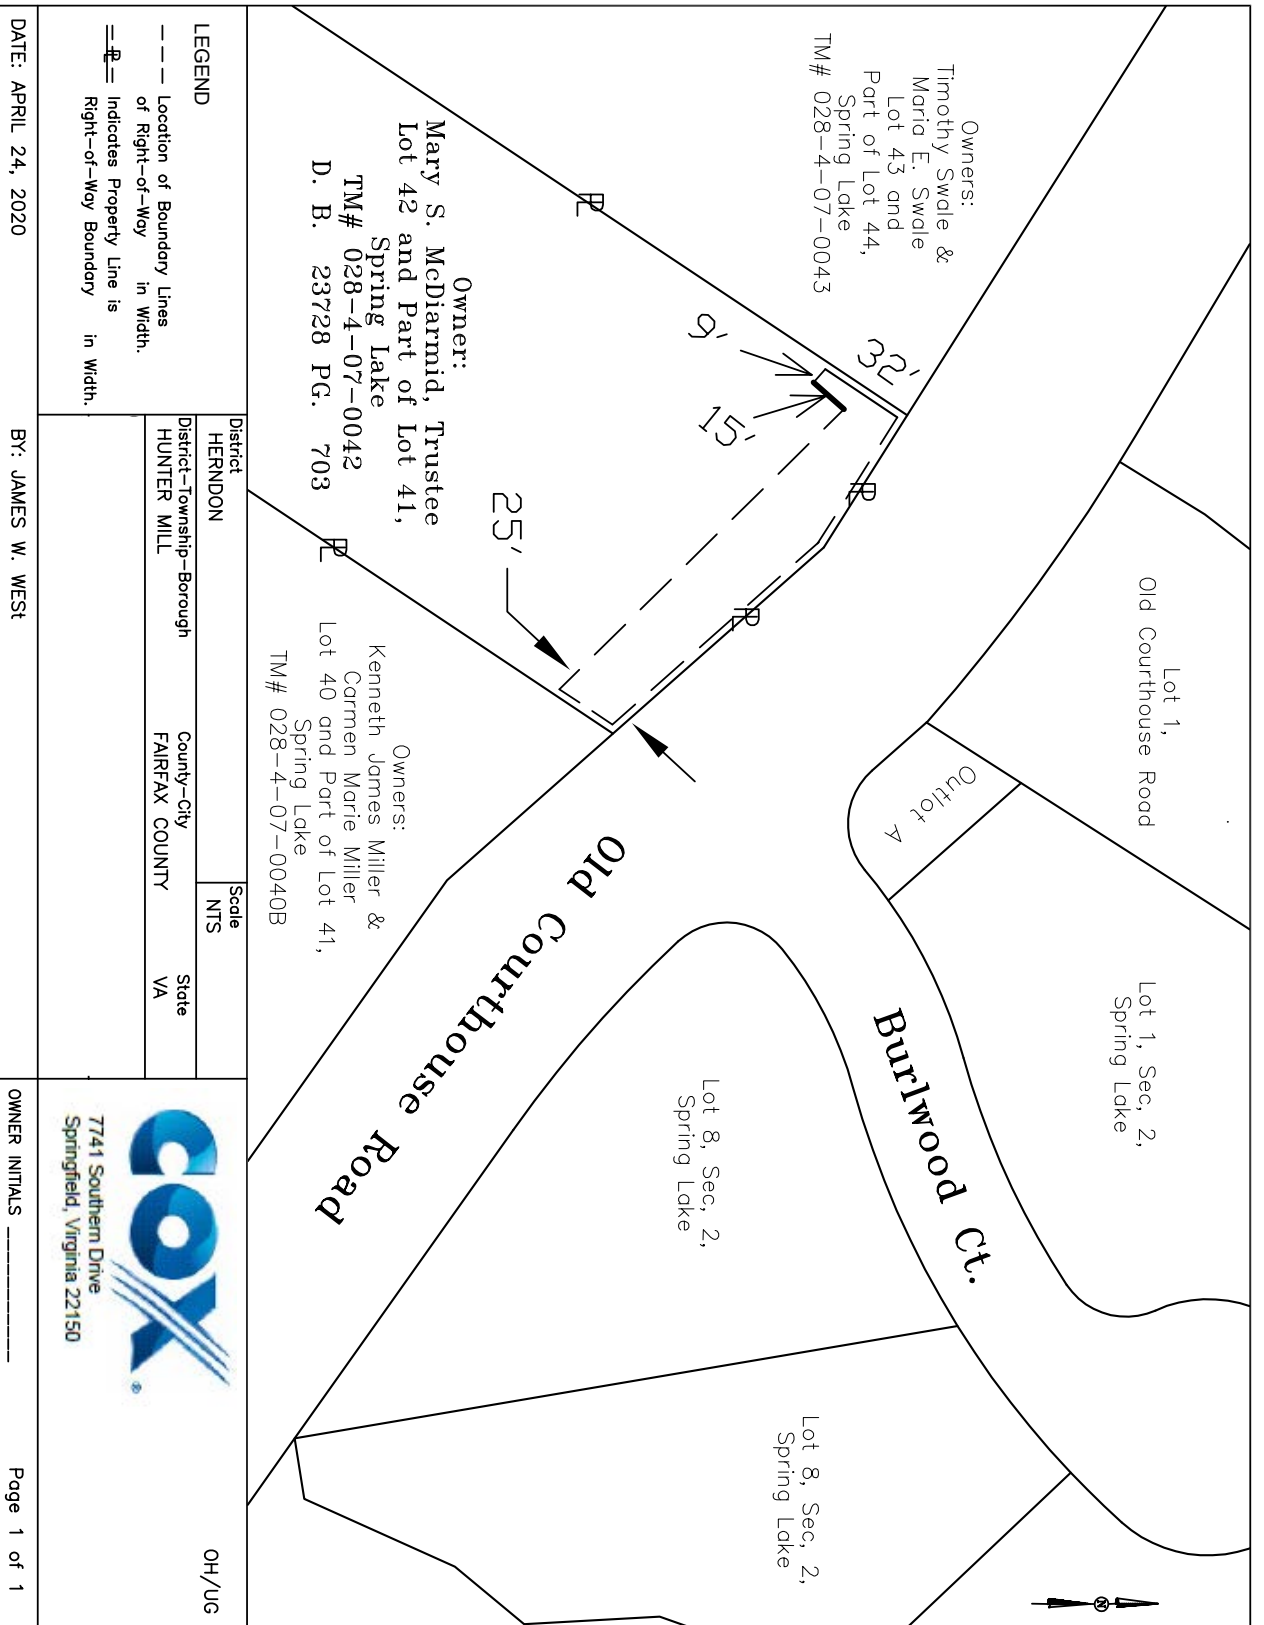 Owners:
Timothy Swale &
Maria E. Swale
Lot 43 and
Part of Lot 44,
Spring Lake
TM# 028-4-07-0043
32'
9'
15'
25'
Owner:
Mary S. McDiarmid, Trustee
Lot 42 and Part of Lot 41,
Spring Lake
TM# 028-4-07-0042
D. B. 23728 PG. 703
PL
PL
PL
PL
Owners:
Kenneth James Miller &
Carmen Marie Miller
Lot 40 and Part of Lot 41,
Spring Lake
TM# 028-4-07-0040B
Lot 1,
Old Courthouse Road
Outlot A
Old Courthouse Road
Burlwood Ct.
Lot 1, Sec, 2,
Spring Lake
Lot 8, Sec, 2,
Spring Lake
Lot 8, Sec, 2,
Spring Lake
N
LEGEND
--- Location of Boundary Lines
of Right-of-Way in Width.
=PL= Indicates Property Line is
Right-of-Way Boundary in Width.
District
HERNDON
Scale
NTS
District-Township-Borough
HUNTER MILL
County-City
FAIRFAX COUNTY
State
VA
OH/UG
COX®
7741 Southern Drive
Springfield, Virginia 22150
DATE: APRIL 24, 2020
BY: JAMES W. WESt
OWNER INITIALS __________
Page 1 of 1